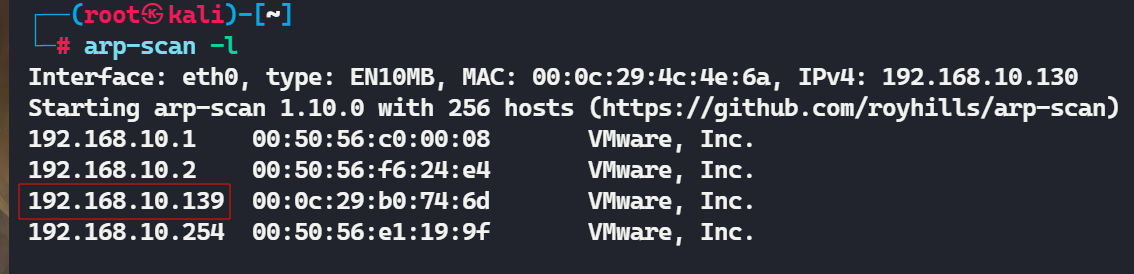 ┌──(root㉿kali)-[~]
└─# arp-scan -l
Interface: eth0, type: EN10MB, MAC: 00:0c:29:4c:4e:6a, IPv4: 192.168.10.130
Starting arp-scan 1.10.0 with 256 hosts (https://github.com/royhills/arp-scan)
192.168.10.1    00:50:56:c0:00:08       VMware, Inc.
192.168.10.2    00:50:56:f6:24:e4       VMware, Inc.
192.168.10.139  00:0c:29:b0:74:6d       VMware, Inc.
192.168.10.254  00:50:56:e1:19:9f       VMware, Inc.